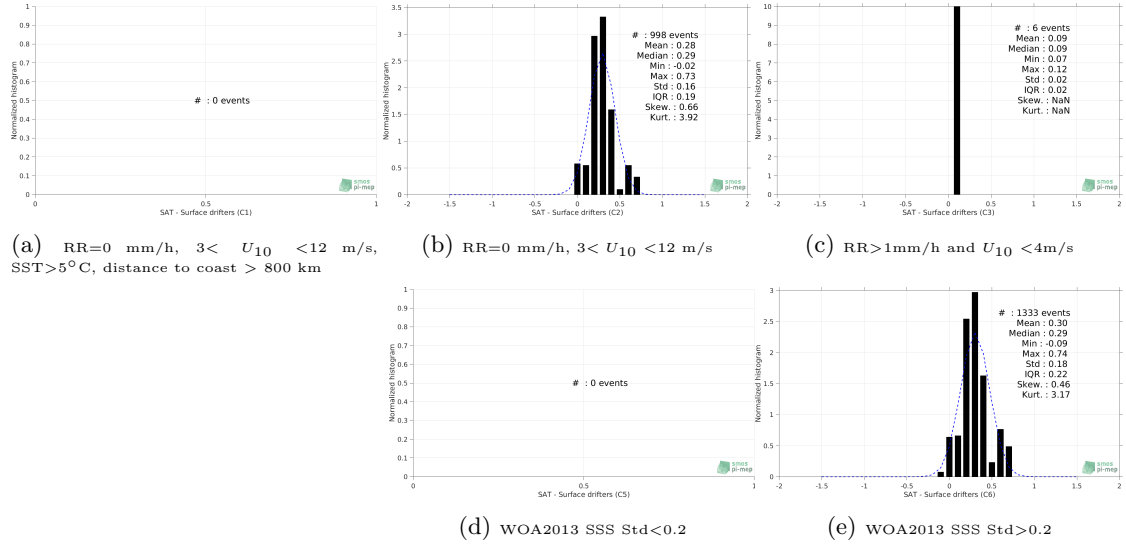 1
0.9
0.8
0.7
0.6
0.5
0.4
0.3
0.2
0.1
0
Normalized histogram
# : 0 events
0
0.5
1
SAT - Surface drifters (C1)
smos
pi-mep
(a) RR=0 mm/h, 3< U10 <12 m/s,
SST>5°C, distance to coast > 800 km
3.5
3
2.5
2
1.5
1
0.5
0
Normalized histogram
# : 998 events
Mean : 0.28
Median : 0.29
Min : -0.02
Max : 0.73
Std : 0.16
IQR : 0.19
Skew. : 0.66
Kurt. : 3.92
-2
-1.5
-1
-0.5
0
0.5
1
1.5
2
SAT - Surface drifters (C2)
smos
pi-mep
(b) RR=0 mm/h, 3< U10 <12 m/s
10
9
8
7
6
5
4
3
2
1
0
Normalized histogram
# : 6 events
Mean : 0.09
Median : 0.09
Min : 0.07
Max : 0.12
Std : 0.02
IQR : 0.02
Skew. : NaN
Kurt. : NaN
-2
-1.5
-1
-0.5
0
0.5
1
1.5
2
SAT - Surface drifters (C3)
smos
pi-mep
(c) RR>1mm/h and U10 <4m/s
1
0.9
0.8
0.7
0.6
0.5
0.4
0.3
0.2
0.1
0
Normalized histogram
# : 0 events
0
0.5
1
SAT - Surface drifters (C5)
smos
pi-mep
(d) WOA2013 SSS Std<0.2
3
2.5
2
1.5
1
0.5
0
Normalized histogram
# : 1333 events
Mean : 0.30
Median : 0.29
Min : -0.09
Max : 0.74
Std : 0.18
IQR : 0.22
Skew. : 0.46
Kurt. : 3.17
-2
-1.5
-1
-0.5
0
0.5
1
1.5
2
SAT - Surface drifters (C6)
smos
pi-mep
(e) WOA2013 SSS Std>0.2